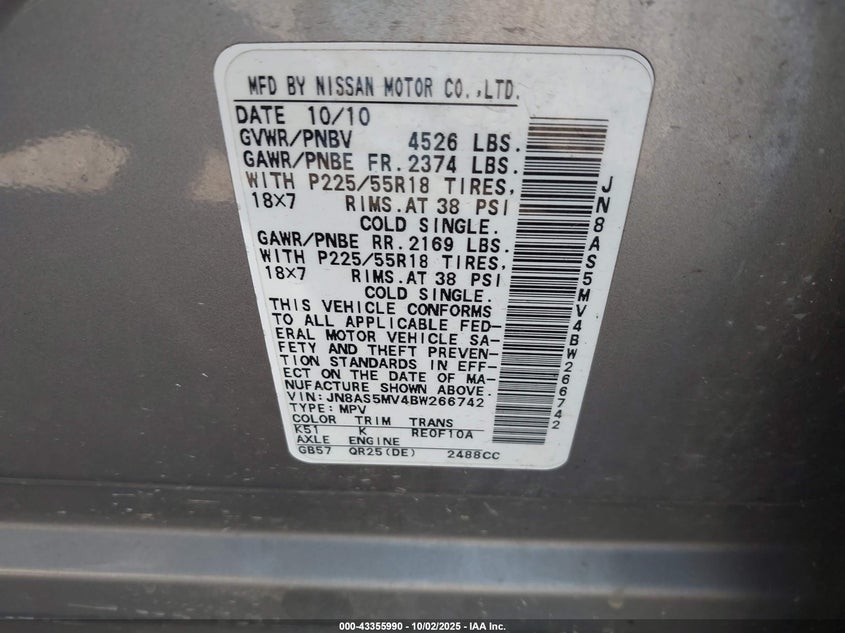 MFD BY NISSAN MOTOR CO.,LTD.
DATE 10/10
GVWR/PNBV 4526 LBS.
GAWR/PNBE FR. 2374 LBS.
WITH P225/55R18 TIRES,
18×7 RIMS. AT 38 PSI
COLD SINGLE.
GAWR/PNBE RR. 2169 LBS.
WITH P225/55R18 TIRES,
18×7 RIMS. AT 38 PSI
COLD SINGLE.
THIS VEHICLE CONFORMS
TO ALL APPLICABLE FED-
ERAL MOTOR VEHICLE SA-
FETY AND THEFT PREVEN-
TION STANDARDS IN EFF-
ECT ON THE DATE OF MA-
NUFACTURE SHOWN ABOVE.
VIN: JN8AS5MV4BW266742
TYPE: MPV
COLOR TRIM TRANS
K51 K RE0F10A
AXLE ENGINE
GB57 QR25(DE) 2488CC
JN8AS5MV4BW266742
000-43355990 - 10/02/2025 - IAA Inc.